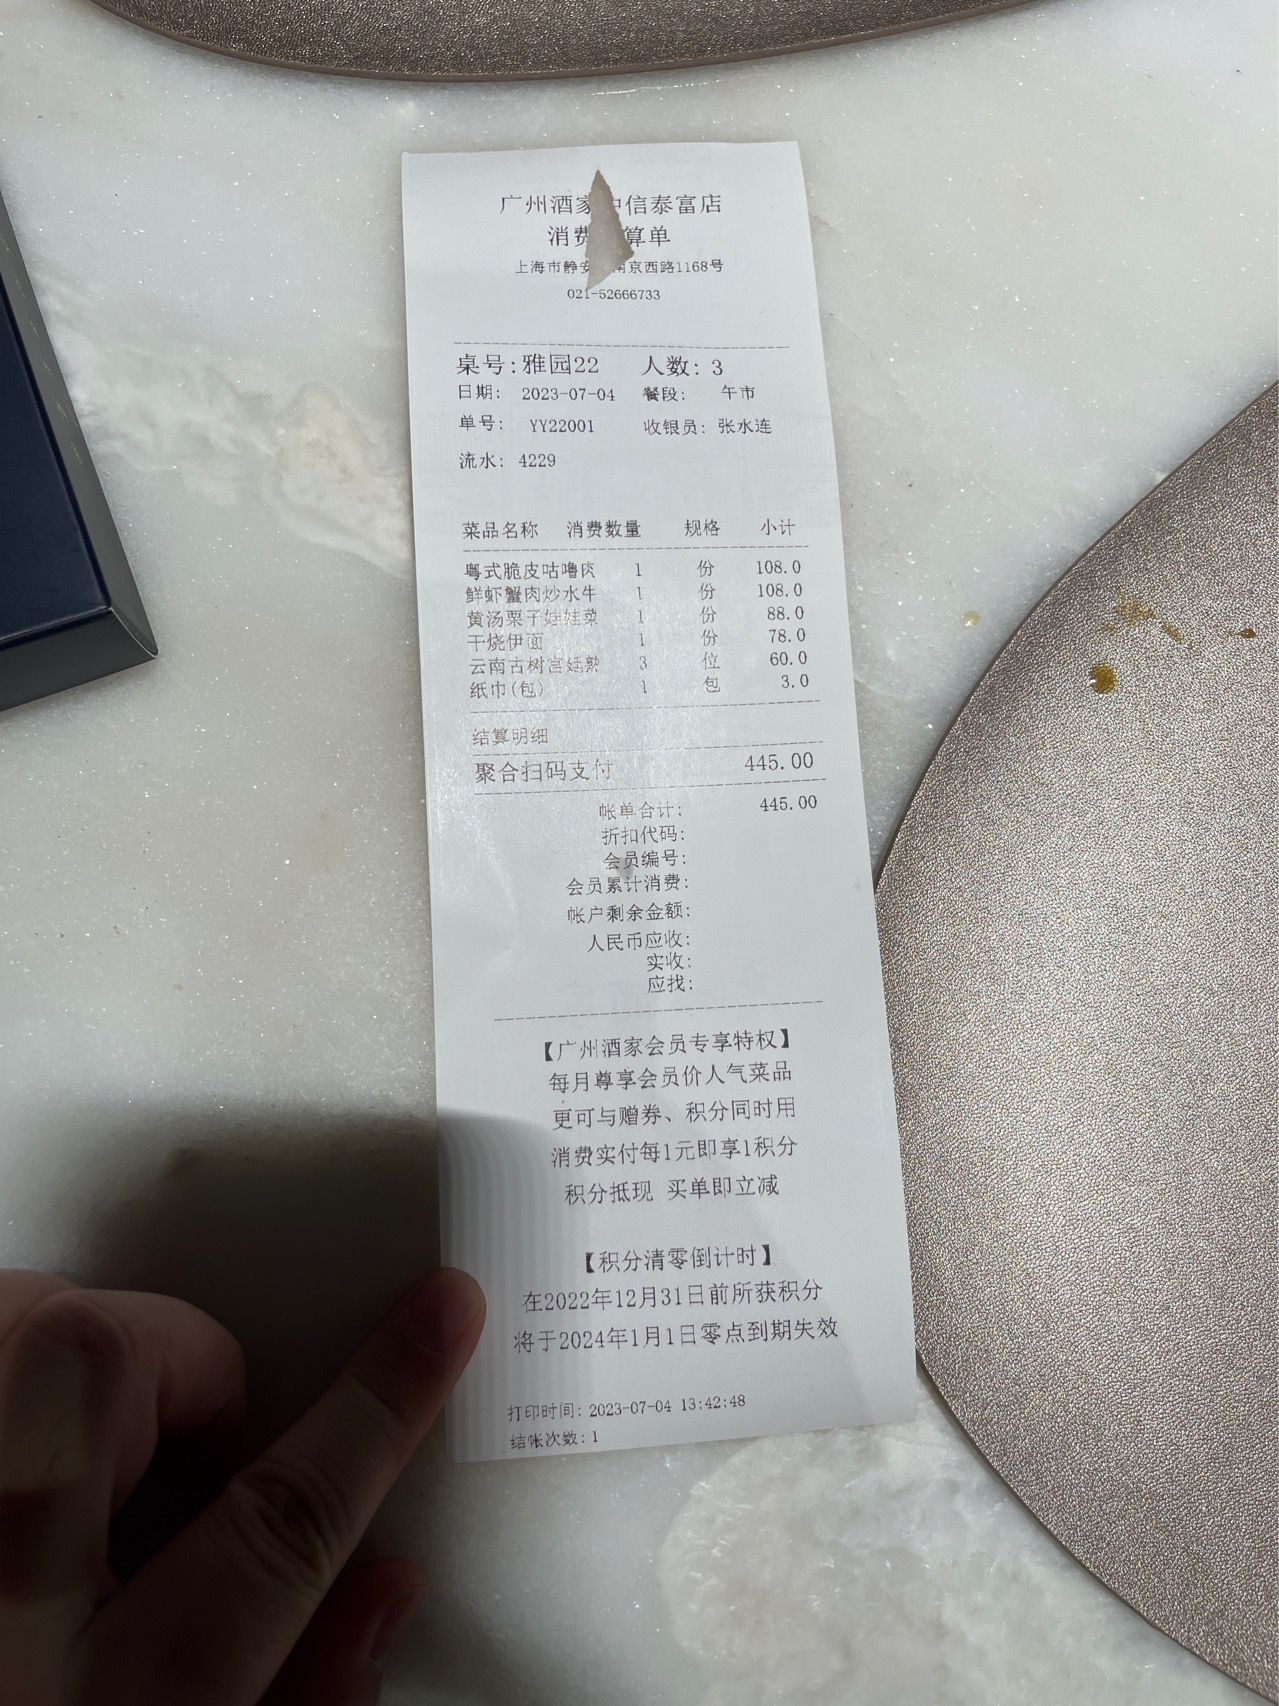 广州酒家中信泰富店
消费 算单
上海市静安 南京西路1168号
021-52666733
桌号:雅园22 人数: 3
日期: 2023-07-04 餐段: 午市
单号: YY22001 收银员: 张水连
流水: 4229
菜品名称 消费数量 规格 小计
粤式脆皮咕噜肉 1 份 108.0
鲜虾蟹肉炒水牛 1 份 108.0
黄汤栗子娃娃菜 1 份 88.0
干烧伊面 1 份 78.0
云南古树宫廷熟 3 位 60.0
纸巾(包) 1 包 3.0
结算明细
聚合扫码支付 445.00
帐单合计: 445.00
折扣代码:
会员编号:
会员累计消费:
帐户剩余金额:
人民币应收:
实收:
应找:
【广州酒家会员专享特权】
每月尊享会员价人气菜品
更可与赠券、积分同时用
消费实付每1元即享1积分
积分抵现 买单即立减
【积分清零倒计时】
在2022年12月31日前所获积分
将于2024年1月1日零点到期失效
打印时间: 2023-07-04 13:42:48
结帐次数: 1